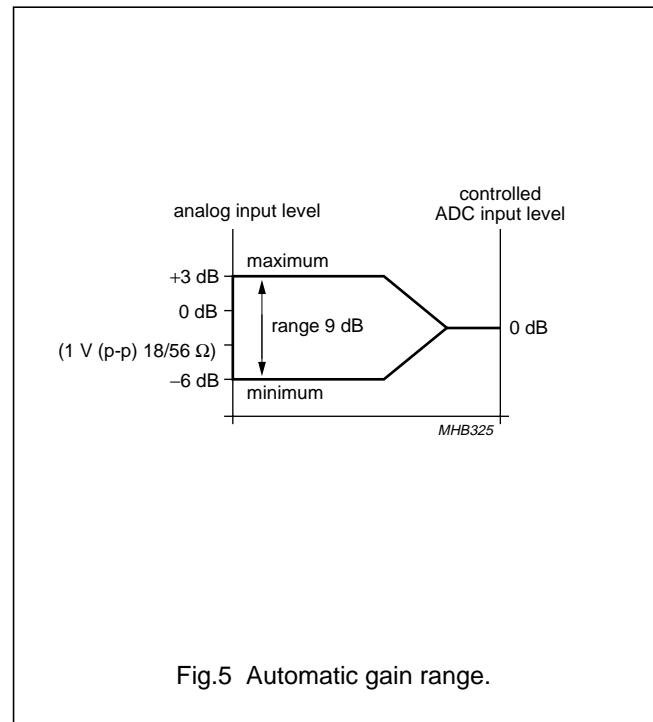 analog input level
controlled
ADC input level
+3 dB
maximum
0 dB
range 9 dB
0 dB
(1 V (p-p) 18/56 Ω)
−6 dB
minimum
MHB325
Fig.5 Automatic gain range.